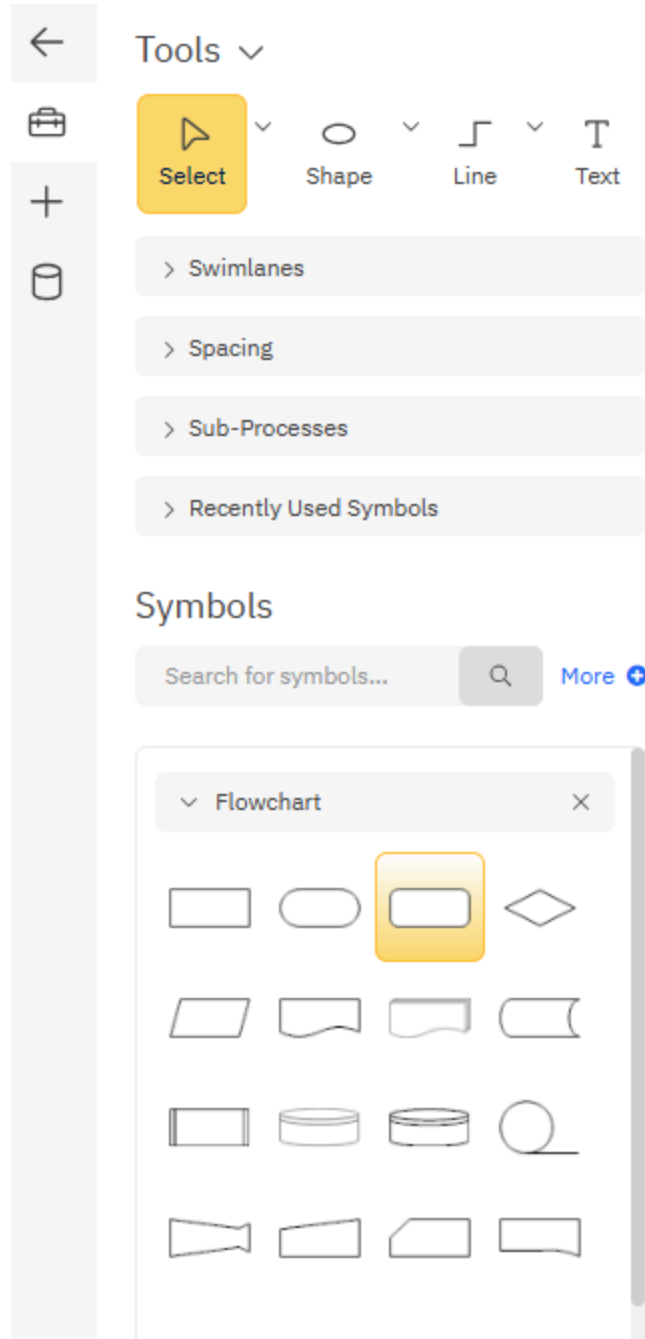 Tools
Select Shape Line Text
Swimlanes
Spacing
Sub-Processes
Recently Used Symbols
Symbols
Search for symbols... More
Flowchart